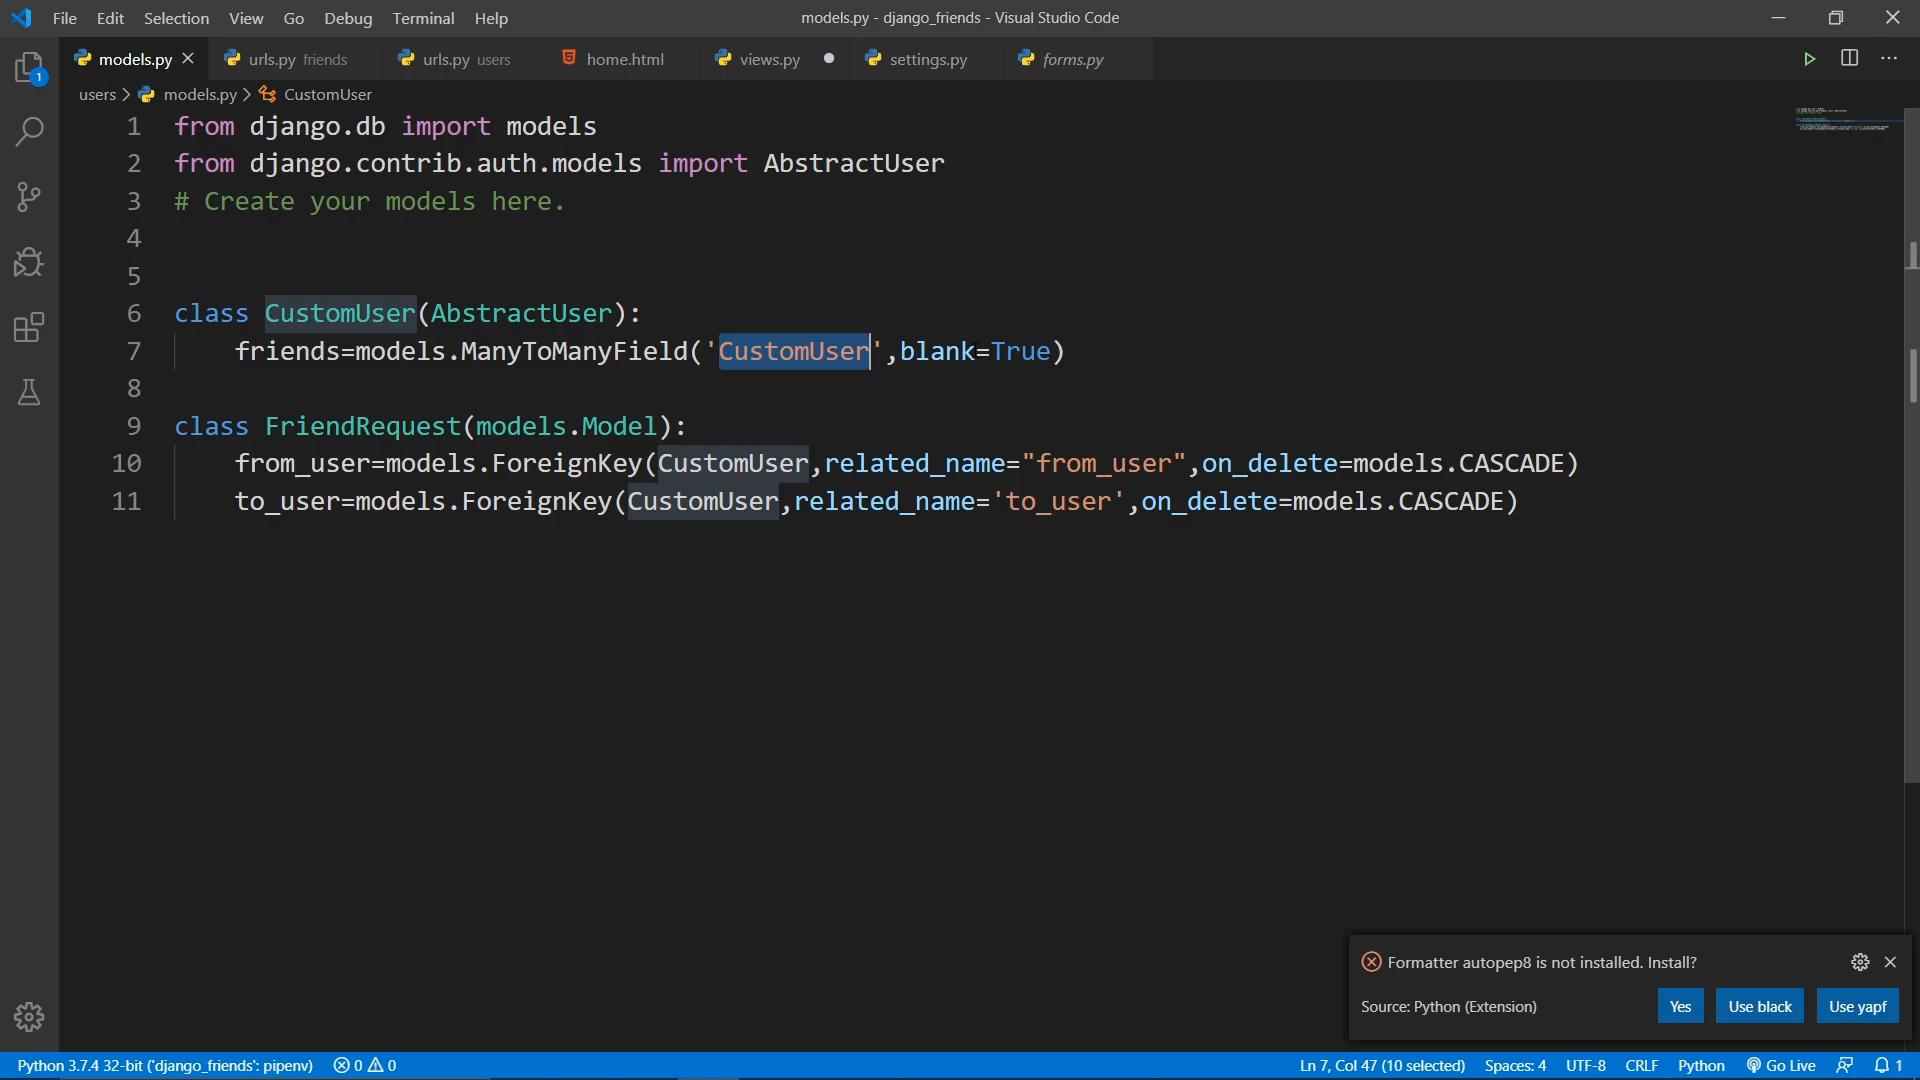 File Edit Selection View Go Debug Terminal Help models.py - django_friends - Visual Studio Code
1 models.py urls.py friends urls.py users home.html views.py settings.py forms.py
users models.py CustomUser
1 from django.db import models
2 from django.contrib.auth.models import AbstractUser
3 # Create your models here.
4
5
6 class CustomUser(AbstractUser):
7 friends=models.ManyToManyField('CustomUser',blank=True)
8
9 class FriendRequest(models.Model):
10 from_user=models.ForeignKey(CustomUser,related_name="from_user",on_delete=models.CASCADE)
11 to_user=models.ForeignKey(CustomUser,related_name='to_user',on_delete=models.CASCADE)
Formatter autopep8 is not installed. Install?
Source: Python (Extension) Yes Use black Use yapf
Python 3.7.4 32-bit ('django_friends': pipenv) 0 0 Ln 7, Col 47 (10 selected) Spaces: 4 UTF-8 CRLF Python Go Live 1